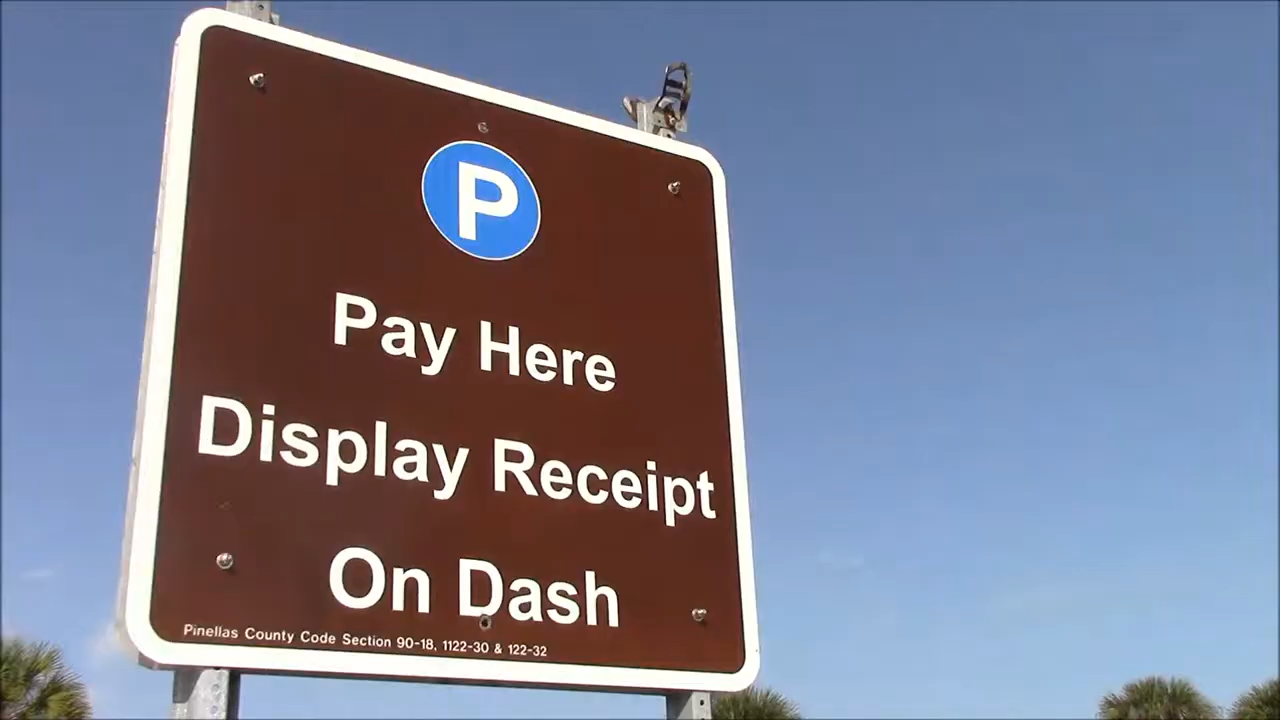 P
Pay Here
Display Receipt
On Dash
Pinellas County Code Section 90-18, 1122-30 & 122-32